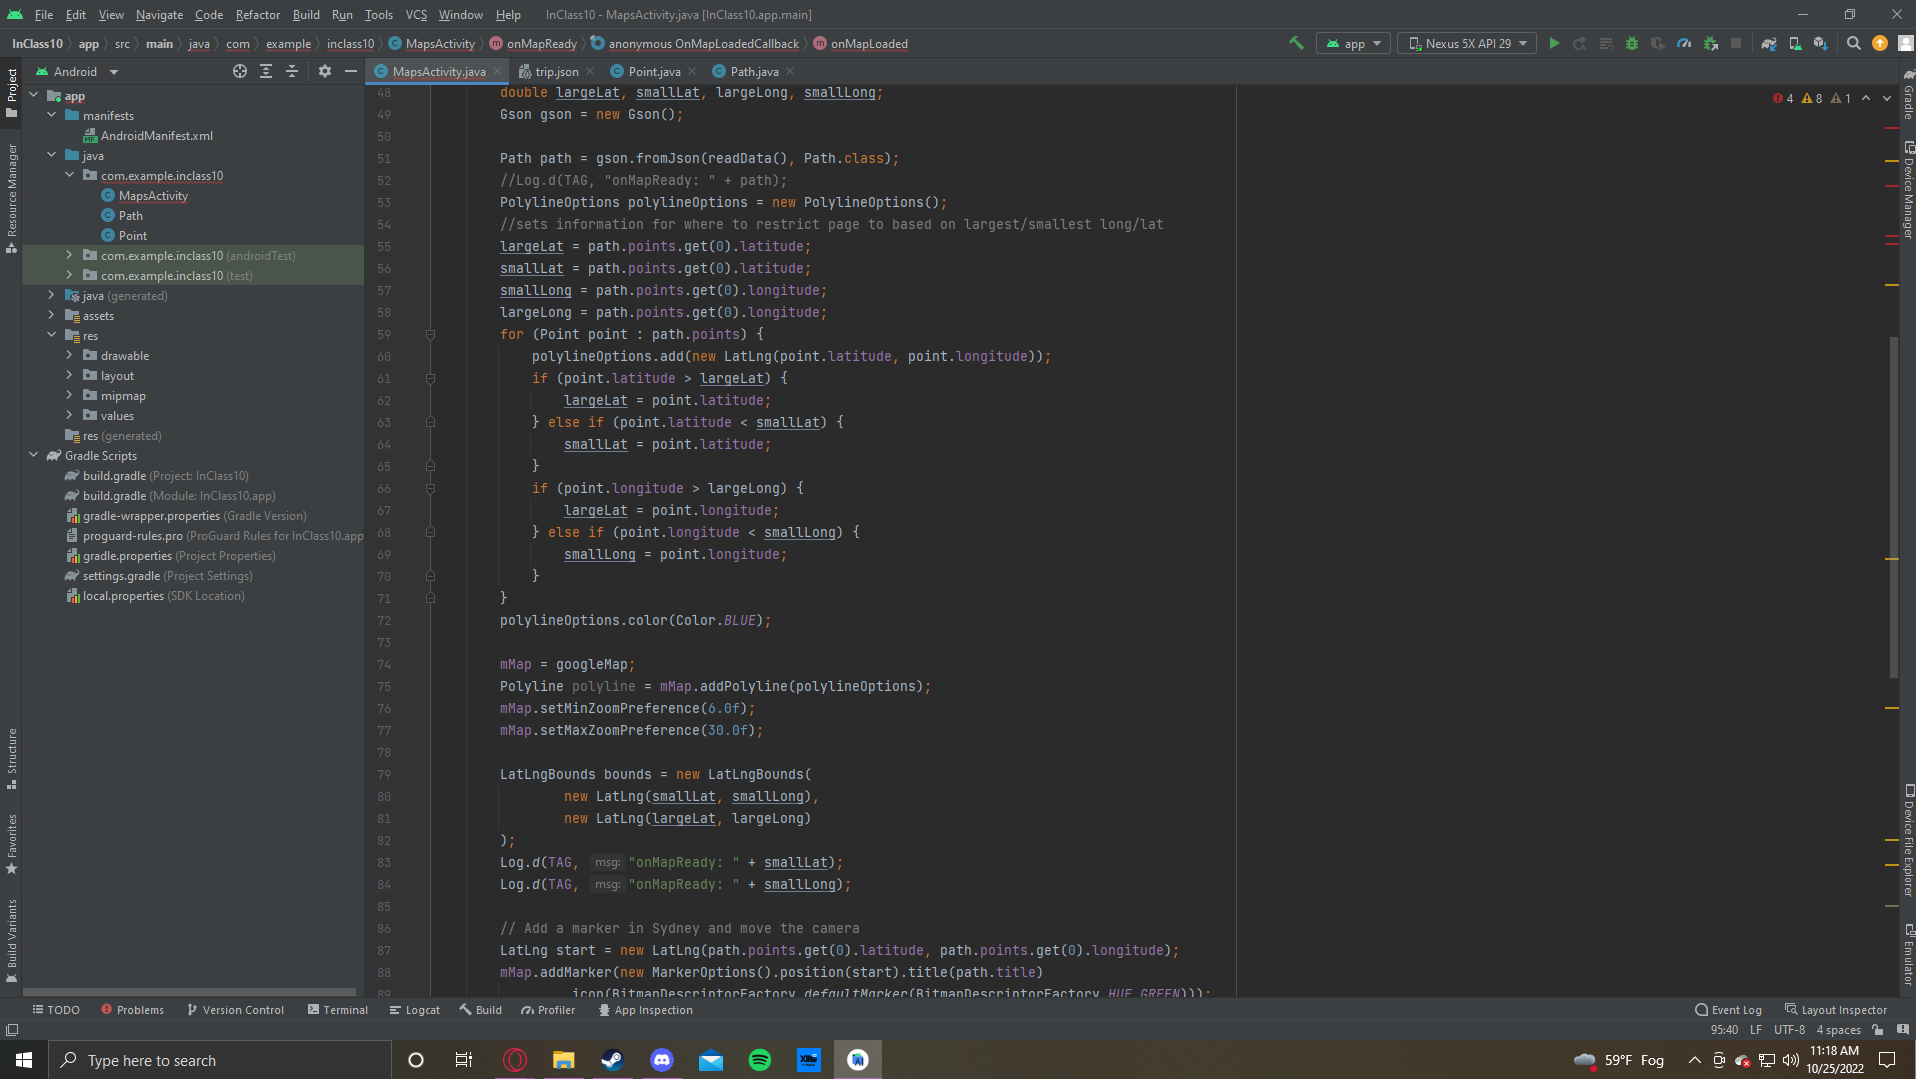 File Edit View Navigate Code Refactor Build Run Tools VCS Window Help InClass10 - MapsActivity.java [InClass10.app.main]
InClass10 app src main java com example inclass10 MapsActivity onMapReady anonymous OnMapLoadedCallback onMapLoaded app Nexus 5X API 29
Android MapsActivity.java trip.json Point.java Path.java
Project
Resource Manager
Structure
Favorites
Build Variants
app
manifests
AndroidManifest.xml
java
com.example.inclass10
MapsActivity
Path
Point
com.example.inclass10 (androidTest)
com.example.inclass10 (test)
java (generated)
assets
res
drawable
layout
mipmap
values
res (generated)
Gradle Scripts
build.gradle (Project: InClass10)
build.gradle (Module: InClass10.app)
gradle-wrapper.properties (Gradle Version)
proguard-rules.pro (ProGuard Rules for InClass10.app
gradle.properties (Project Properties)
settings.gradle (Project Settings)
local.properties (SDK Location)
4 8 1
48 double largeLat, smallLat, largeLong, smallLong;
49 Gson gson = new Gson();
50
51 Path path = gson.fromJson(readData(), Path.class);
52 //Log.d(TAG, "onMapReady: " + path);
53 PolylineOptions polylineOptions = new PolylineOptions();
54 //sets information for where to restrict page to based on largest/smallest long/lat
55 largeLat = path.points.get(0).latitude;
56 smallLat = path.points.get(0).latitude;
57 smallLong = path.points.get(0).longitude;
58 largeLong = path.points.get(0).longitude;
59 for (Point point : path.points) {
60 polylineOptions.add(new LatLng(point.latitude, point.longitude));
61 if (point.latitude > largeLat) {
62 largeLat = point.latitude;
63 } else if (point.latitude < smallLat) {
64 smallLat = point.latitude;
65 }
66 if (point.longitude > largeLong) {
67 largeLat = point.longitude;
68 } else if (point.longitude < smallLong) {
69 smallLong = point.longitude;
70 }
71 }
72 polylineOptions.color(Color.BLUE);
73
74 mMap = googleMap;
75 Polyline polyline = mMap.addPolyline(polylineOptions);
76 mMap.setMinZoomPreference(6.0f);
77 mMap.setMaxZoomPreference(30.0f);
78
79 LatLngBounds bounds = new LatLngBounds(
80 new LatLng(smallLat, smallLong),
81 new LatLng(largeLat, largeLong)
82 );
83 Log.d(TAG, msg: "onMapReady: " + smallLat);
84 Log.d(TAG, msg: "onMapReady: " + smallLong);
85
86 // Add a marker in Sydney and move the camera
87 LatLng start = new LatLng(path.points.get(0).latitude, path.points.get(0).longitude);
88 mMap.addMarker(new MarkerOptions().position(start).title(path.title)
89 .icon(BitmapDescriptorFactory.defaultMarker(BitmapDescriptorFactory.HUE_GREEN)));
Gradle
Device Manager
Device File Explorer
Emulator
TODO Problems Version Control Terminal Logcat Build Profiler App Inspection Event Log Layout Inspector
95:40 LF UTF-8 4 spaces
Type here to search 59°F Fog 11:18 AM
10/25/2022